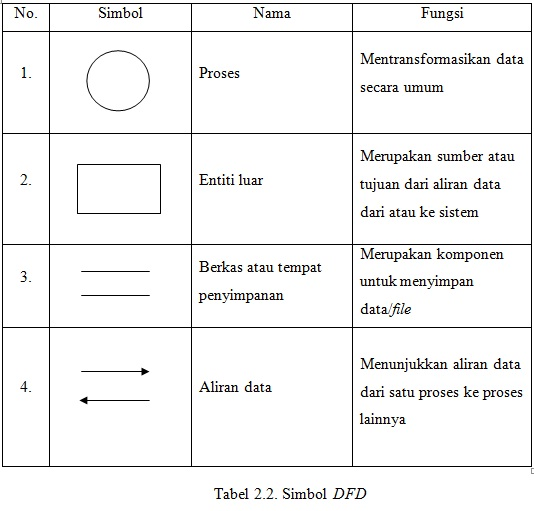 No. Simbol Nama Fungsi
1. Proses Mentransformasikan data
secara umum
2. Entiti luar Merupakan sumber atau
tujuan dari aliran data
dari atau ke sistem
3. Berkas atau tempat
penyimpanan
Merupakan komponen
untuk menyimpan
data/file
4. Aliran data Menunjukkan aliran data
dari satu proses ke proses
lainnya
Tabel 2.2. Simbol DFD